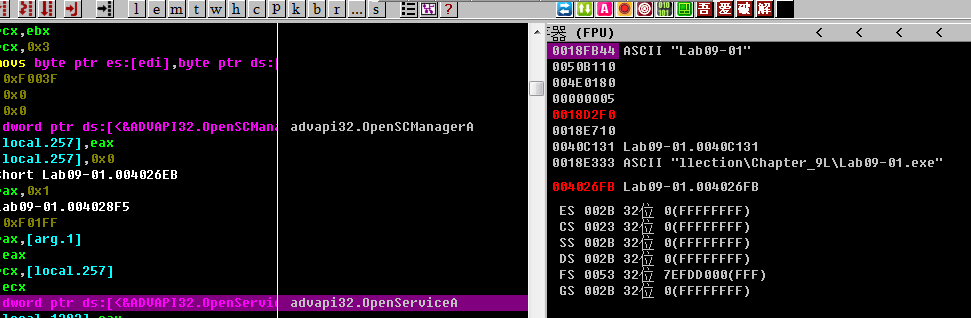 l e m t w h c p k b r ... s ? A 吾 爱 破 解
ecx,ebx
ecx,0x3
movs byte ptr es:[edi],byte ptr ds:[
0xF003F
0x0
0x0
dword ptr ds:[<&ADVAPI32.OpenSCMana advapi32.OpenSCManagerA
local.257],eax
local.257],0x0
short Lab09-01.004026EB
eax,0x1
Lab09-01.004028F5
0xF01FF
eax,[arg.1]
eax
ecx,[local.257]
ecx
dword ptr ds:[<&ADVAPI32.OpenServi advapi32.OpenServiceA
器 (FPU) < < < <
0018FB44 ASCII "Lab09-01"
0050B110
004E0180
00000005
0018D2F0
0018E710
0040C131 Lab09-01.0040C131
0018E333 ASCII "llection\Chapter_9L\Lab09-01.exe"
004026FB Lab09-01.004026FB
ES 002B 32位 0(FFFFFFFF)
CS 0023 32位 0(FFFFFFFF)
SS 002B 32位 0(FFFFFFFF)
DS 002B 32位 0(FFFFFFFF)
FS 0053 32位 7EFDD000(FFF)
GS 002B 32位 0(FFFFFFFF)